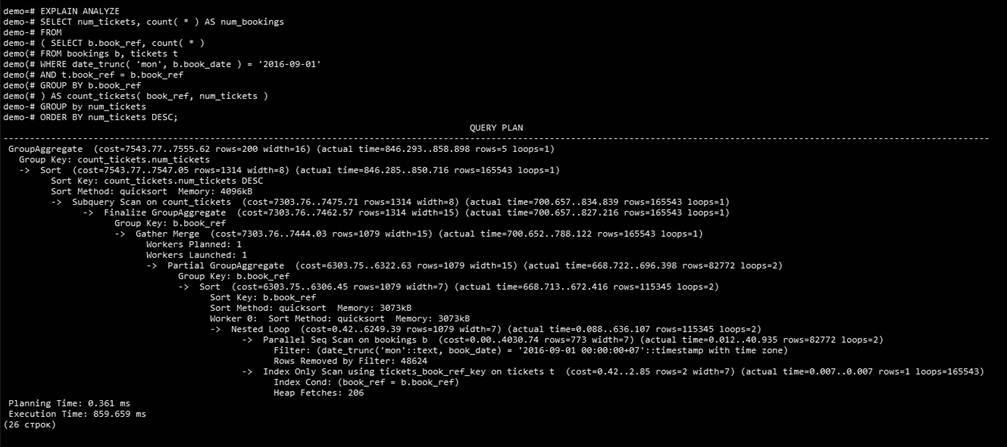 demo=# EXPLAIN ANALYZE
demo-# SELECT num_tickets, count( * ) AS num_bookings
demo-# FROM
demo-# ( SELECT b.book_ref, count( * )
demo(# FROM bookings b, tickets t
demo(# WHERE date_trunc( 'mon', b.book_date ) = '2016-09-01'
demo(# AND t.book_ref = b.book_ref
demo(# GROUP BY b.book_ref
demo(# ) AS count_tickets( book_ref, num_tickets )
demo-# GROUP by num_tickets
demo-# ORDER BY num_tickets DESC;
QUERY PLAN
GroupAggregate (cost=7543.77..7555.62 rows=200 width=16) (actual time=846.293..858.898 rows=5 loops=1)
Group Key: count_tickets.num_tickets
-> Sort (cost=7543.77..7547.05 rows=1314 width=8) (actual time=846.285..850.716 rows=165543 loops=1)
Sort Key: count_tickets.num_tickets DESC
Sort Method: quicksort Memory: 4096kB
-> Subquery Scan on count_tickets (cost=7303.76..7475.71 rows=1314 width=8) (actual time=700.657..834.839 rows=165543 loops=1)
-> Finalize GroupAggregate (cost=7303.76..7462.57 rows=1314 width=15) (actual time=700.657..827.216 rows=165543 loops=1)
Group Key: b.book_ref
-> Gather Merge (cost=7303.76..7444.03 rows=1079 width=15) (actual time=700.652..788.122 rows=165543 loops=1)
Workers Planned: 1
Workers Launched: 1
-> Partial GroupAggregate (cost=6303.75..6322.63 rows=1079 width=15) (actual time=668.722..696.398 rows=82772 loops=2)
Group Key: b.book_ref
-> Sort (cost=6303.75..6306.45 rows=1079 width=7) (actual time=668.713..672.416 rows=115345 loops=2)
Sort Key: b.book_ref
Sort Method: quicksort Memory: 3073kB
Worker 0: Sort Method: quicksort Memory: 3073kB
-> Nested Loop (cost=0.42..6249.39 rows=1079 width=7) (actual time=0.088..636.107 rows=115345 loops=2)
-> Parallel Seq Scan on bookings b (cost=0.00..4030.74 rows=773 width=7) (actual time=0.012..40.935 rows=82772 loops=2)
Filter: (date_trunc('mon'::text, book_date) = '2016-09-01 00:00:00+07'::timestamp with time zone)
Rows Removed by Filter: 48624
-> Index Only Scan using tickets_book_ref_key on tickets t (cost=0.42..2.85 rows=2 width=7) (actual time=0.007..0.007 rows=1 loops=165543)
Index Cond: (book_ref = b.book_ref)
Heap Fetches: 206
Planning Time: 0.361 ms
Execution Time: 859.659 ms
(26 строк)